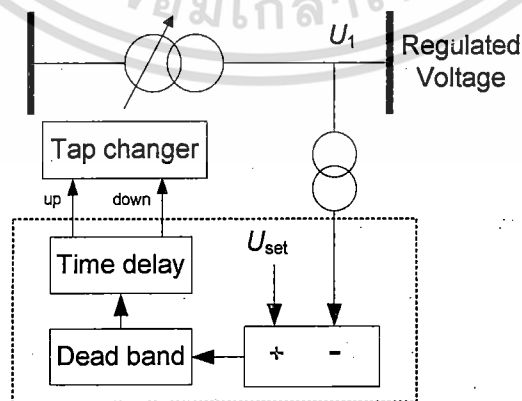 U1
Regulated
Voltage
Tap changer
up
down
Time delay
Uset
Dead band
+ -